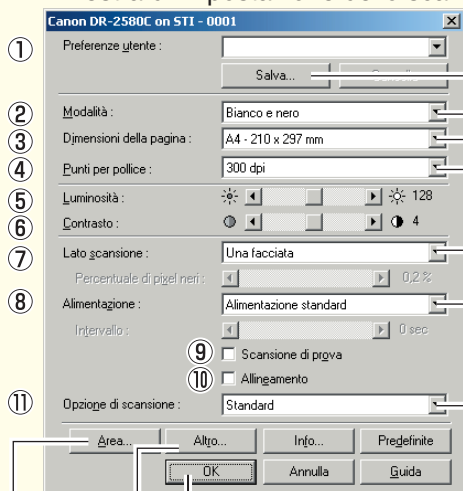 Canon DR-2580C on STI - 0001
① Preferenze utente :
Salva...
② Modalità : Bianco e nero
③ Dimensioni della pagina : A4 - 210 x 297 mm
④ Punti per pollice : 300 dpi
⑤ Luminosità : 128
⑥ Contrasto : 4
⑦ Lato scansione : Una facciata
Percentuale di pixel neri : 0,2 %
⑧ Alimentazione : Alimentazione standard
Intervallo : 0 sec
⑨ Scansione di prova
⑩ Allineamento
⑪ Opzione di scansione : Standard
Area... Altro... Info... Predefinite
OK Annulla Guida